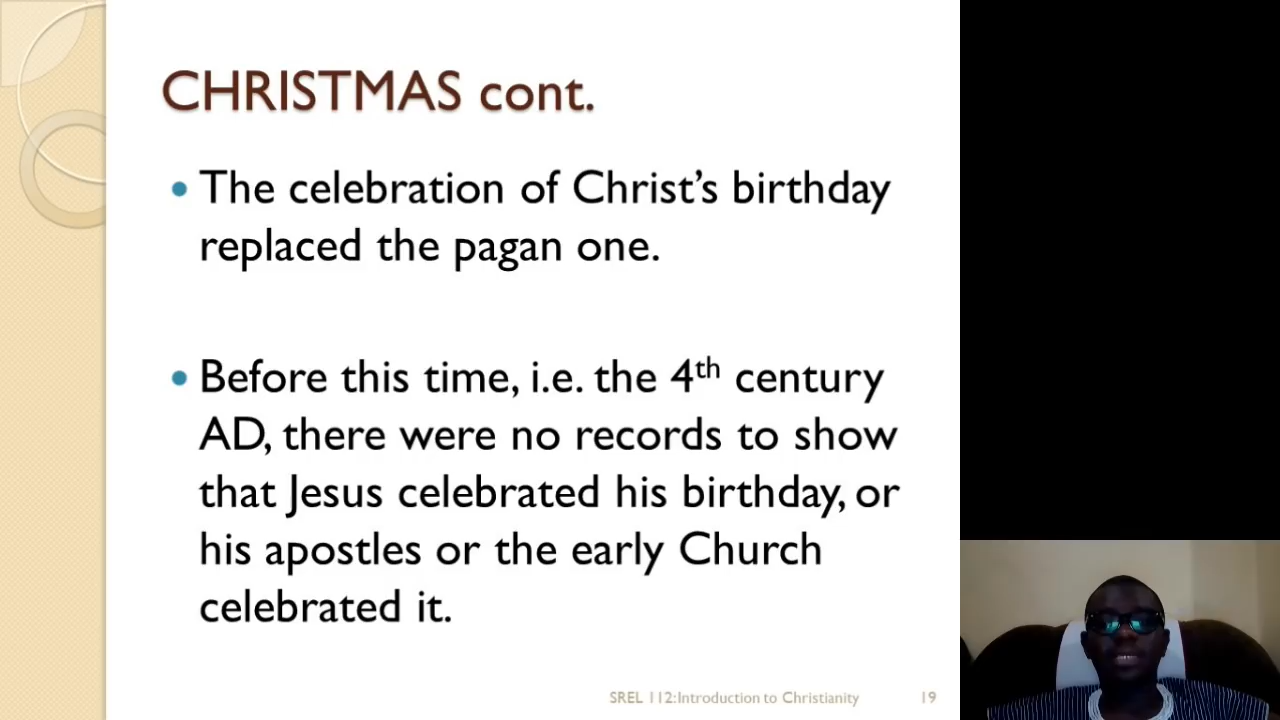 CHRISTMAS cont.
• The celebration of Christ's birthday
replaced the pagan one.
• Before this time, i.e. the 4th century
AD, there were no records to show
that Jesus celebrated his birthday, or
his apostles or the early Church
celebrated it.
SREL 112:Introduction to Christianity 19